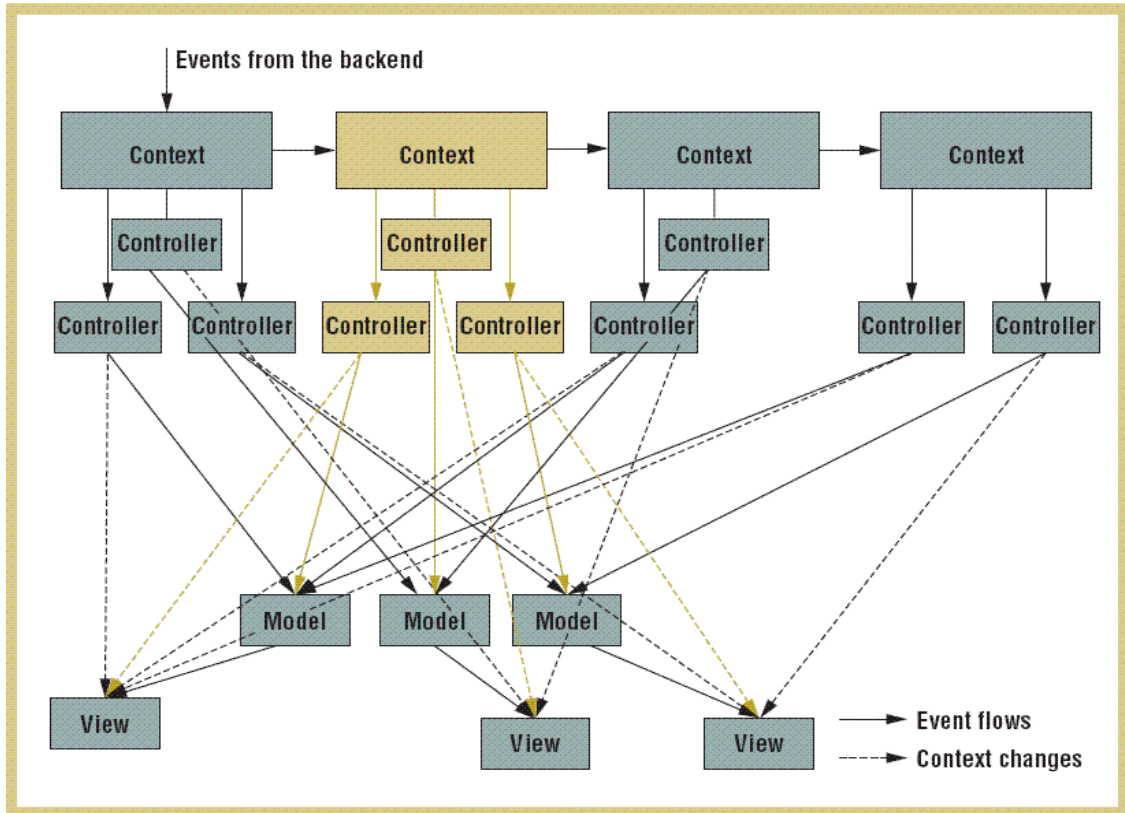 Events from the backend
Context
Context
Context
Context
Controller
Controller
Controller
Controller
Controller
Controller
Controller
Controller
Controller
Controller
Model
Model
Model
View
View
View
Event flows
Context changes